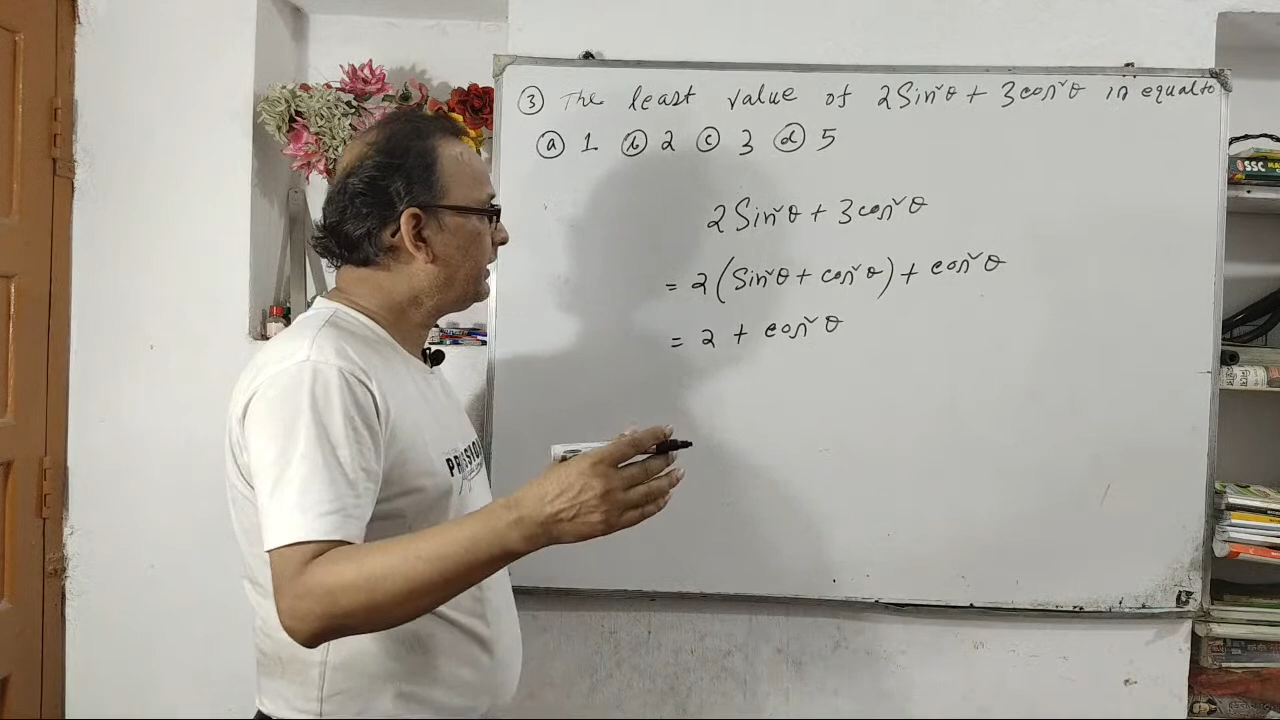 ③ The least value of 2Sin²θ + 3cos²θ is equal to
ⓐ 1 ⓑ 2 ⓒ 3 ⓓ 5
2Sin²θ + 3cos²θ
= 2(Sin²θ + cos²θ) + cos²θ
= 2 + cos²θ
SSC